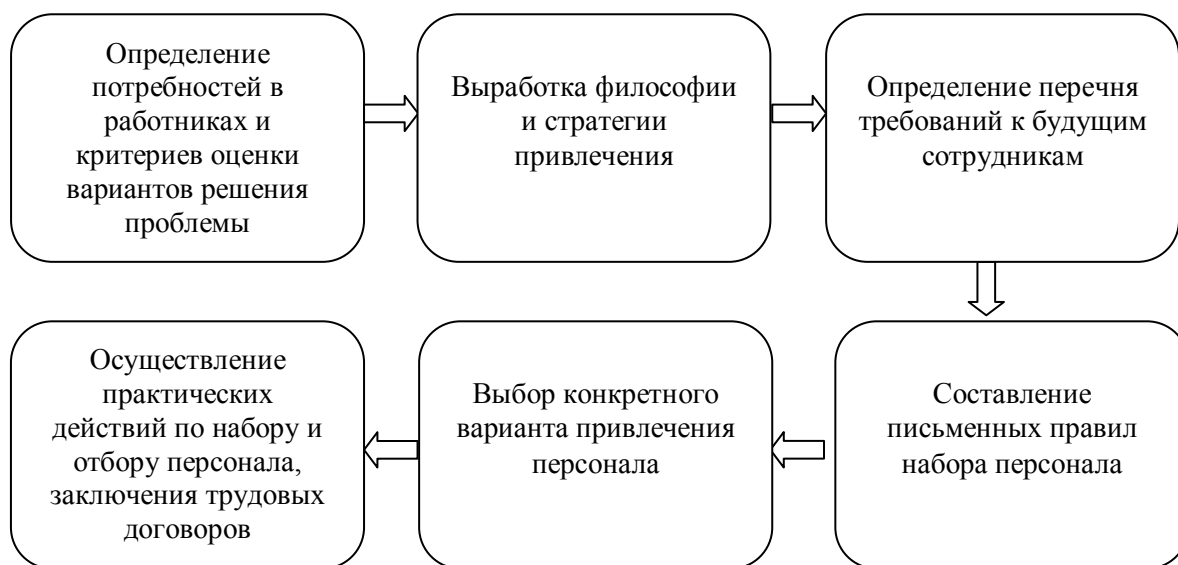 Определение
потребностей в
работниках и
критериев оценки
вариантов решения
проблемы
Выработка философии
и стратегии
привлечения
Определение перечня
требований к будущим
сотрудникам
Составление
письменных правил
набора персонала
Выбор конкретного
варианта привлечения
персонала
Осуществление
практических
действий по набору и
отбору персонала,
заключения трудовых
договоров